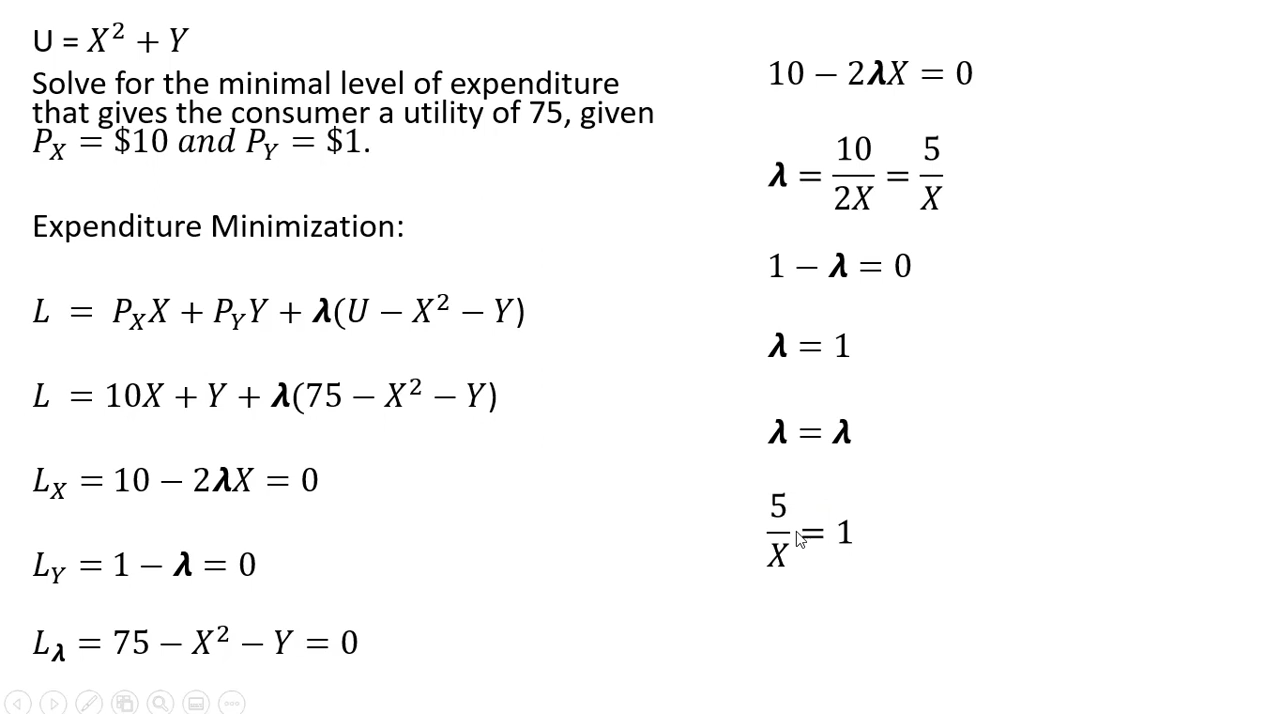 U = X² + Y
Solve for the minimal level of expenditure
that gives the consumer a utility of 75, given
P_X = $10 and P_Y = $1.
Expenditure Minimization:
L = P_X X + P_Y Y + λ(U − X² − Y)
L = 10X + Y + λ(75 − X² − Y)
L_X = 10 − 2λX = 0
L_Y = 1 − λ = 0
L_λ = 75 − X² − Y = 0
10 − 2λX = 0
λ = 10/2X = 5/X
1 − λ = 0
λ = 1
λ = λ
5/X = 1